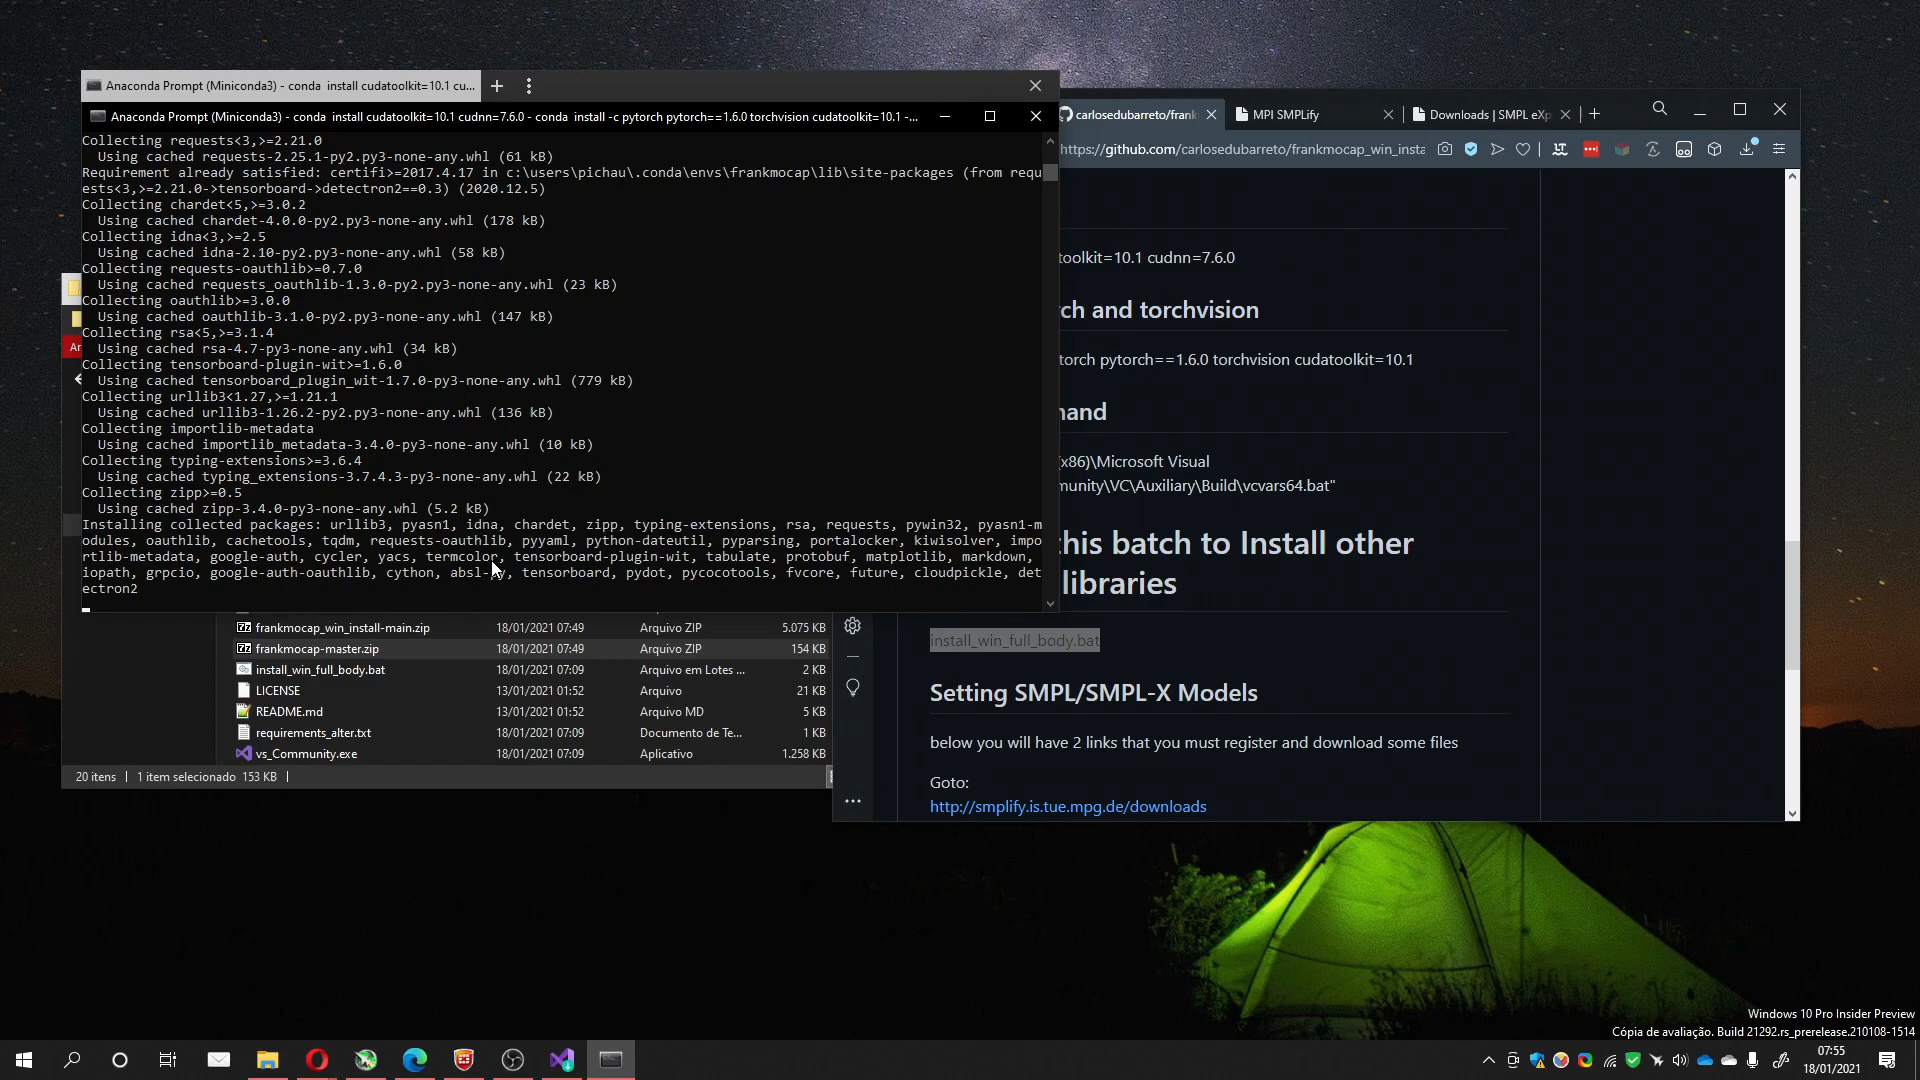 Anaconda Prompt (Miniconda3) - conda  install cudatoolkit=10.1 cu...
Anaconda Prompt (Miniconda3) - conda  install cudatoolkit=10.1 cudnn=7.6.0 - conda  install -c pytorch pytorch==1.6.0 torchvision cudatoolkit=10.1 -...
Collecting requests<3,>=2.21.0
  Using cached requests-2.25.1-py2.py3-none-any.whl (61 kB)
Requirement already satisfied: certifi>=2017.4.17 in c:\users\pichau\.conda\envs\frankmocap\lib\site-packages (from requ
ests<3,>=2.21.0->tensorboard->detectron2==0.3) (2020.12.5)
Collecting chardet<5,>=3.0.2
  Using cached chardet-4.0.0-py2.py3-none-any.whl (178 kB)
Collecting idna<3,>=2.5
  Using cached idna-2.10-py2.py3-none-any.whl (58 kB)
Collecting requests-oauthlib>=0.7.0
  Using cached requests_oauthlib-1.3.0-py2.py3-none-any.whl (23 kB)
Collecting oauthlib>=3.0.0
  Using cached oauthlib-3.1.0-py2.py3-none-any.whl (147 kB)
Collecting rsa<5,>=3.1.4
  Using cached rsa-4.7-py3-none-any.whl (34 kB)
Collecting tensorboard-plugin-wit>=1.6.0
  Using cached tensorboard_plugin_wit-1.7.0-py3-none-any.whl (779 kB)
Collecting urllib3<1.27,>=1.21.1
  Using cached urllib3-1.26.2-py2.py3-none-any.whl (136 kB)
Collecting importlib-metadata
  Using cached importlib_metadata-3.4.0-py3-none-any.whl (10 kB)
Collecting typing-extensions>=3.6.4
  Using cached typing_extensions-3.7.4.3-py3-none-any.whl (22 kB)
Collecting zipp>=0.5
  Using cached zipp-3.4.0-py3-none-any.whl (5.2 kB)
Installing collected packages: urllib3, pyasn1, idna, chardet, zipp, typing-extensions, rsa, requests, pywin32, pyasn1-m
odules, oauthlib, cachetools, tqdm, requests-oauthlib, pyyaml, python-dateutil, pyparsing, portalocker, kiwisolver, impo
rtlib-metadata, google-auth, cycler, yacs, termcolor, tensorboard-plugin-wit, tabulate, protobuf, matplotlib, markdown,
iopath, grpcio, google-auth-oauthlib, cython, absl-py, tensorboard, pydot, pycocotools, fvcore, future, cloudpickle, det
ectron2
Ar
frankmocap_win_install-main.zip 18/01/2021 07:49 Arquivo ZIP 5.075 KB
frankmocap-master.zip 18/01/2021 07:49 Arquivo ZIP 154 KB
install_win_full_body.bat 18/01/2021 07:09 Arquivo em Lotes ... 2 KB
LICENSE 13/01/2021 01:52 Arquivo 21 KB
README.md 13/01/2021 01:52 Arquivo MD 5 KB
requirements_alter.txt 18/01/2021 07:09 Documento de Te... 1 KB
vs_Community.exe 18/01/2021 07:09 Aplicativo 1.258 KB
20 itens | 1 item selecionado 153 KB |
carlosedubarreto/frank MPI SMPLify Downloads | SMPL eXp
https://github.com/carlosedubarreto/frankmocap_win_insta
toolkit=10.1 cudnn=7.6.0
ch and torchvision
torch pytorch==1.6.0 torchvision cudatoolkit=10.1
hand
(x86)\Microsoft Visual
munity\VC\Auxiliary\Build\vcvars64.bat"
this batch to Install other
libraries
install_win_full_body.bat
Setting SMPL/SMPL-X Models
below you will have 2 links that you must register and download some files
Goto:
http://smplify.is.tue.mpg.de/downloads
Windows 10 Pro Insider Preview
Cópia de avaliação. Build 21292.rs_prerelease.210108-1514
07:55
18/01/2021